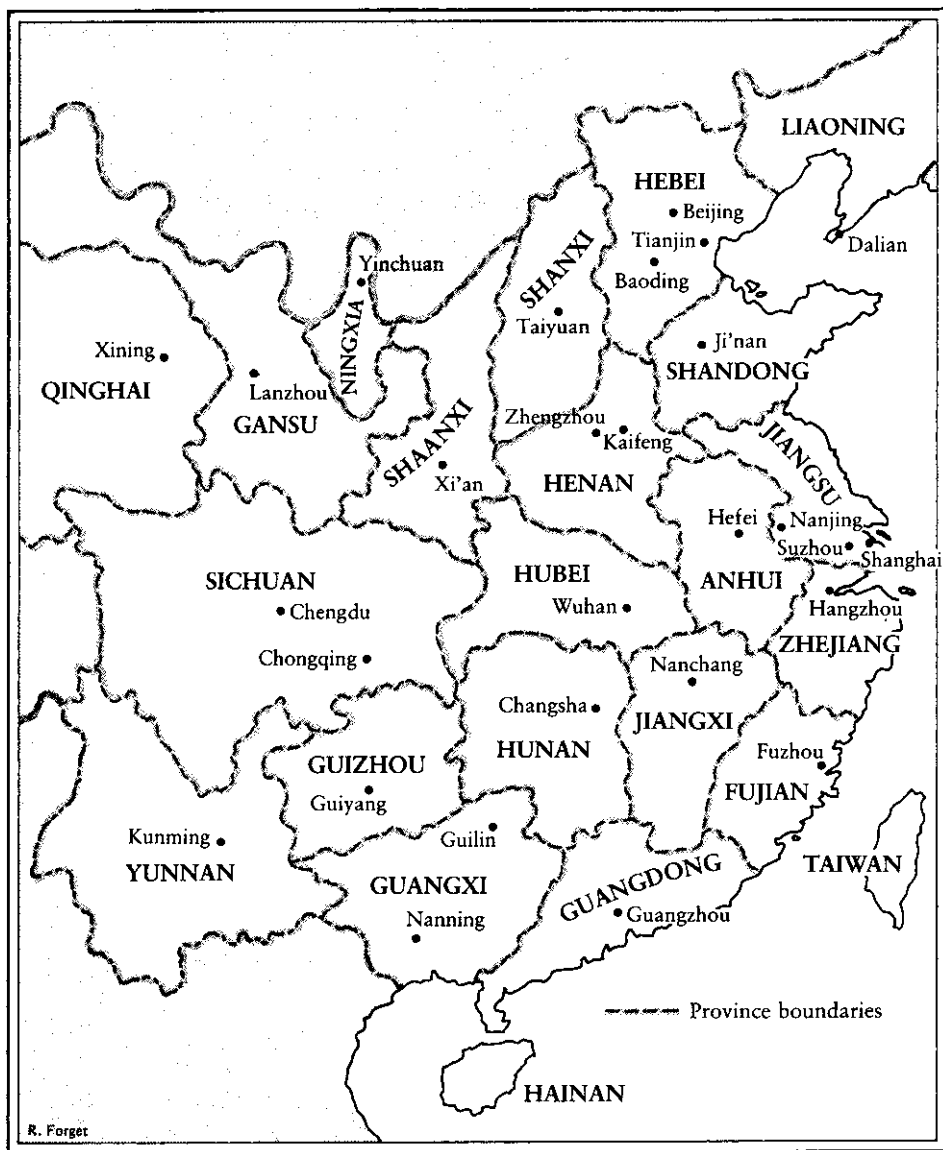 LIAONING
HEBEI
Beijing
Tianjin
Dalian
Baoding
Yinchuan
SHANXI
Taiyuan
NINGXIA
Xining
QINGHAI
Lanzhou
GANSU
Ji'nan
SHANDONG
SHAANXI
Xi'an
Zhengzhou
Kaifeng
HENAN
JIANGSU
Hefei
Nanjing
Suzhou
Shanghai
ANHUI
SICHUAN
Chengdu
Chongqing
HUBEI
Wuhan
Hangzhou
ZHEJIANG
Nanchang
JIANGXI
Changsha
HUNAN
GUIZHOU
Guiyang
Fuzhou
FUJIAN
Kunming
YUNNAN
Guilin
GUANGXI
Nanning
GUANGDONG
Guangzhou
TAIWAN
Province boundaries
HAINAN
R. Forget